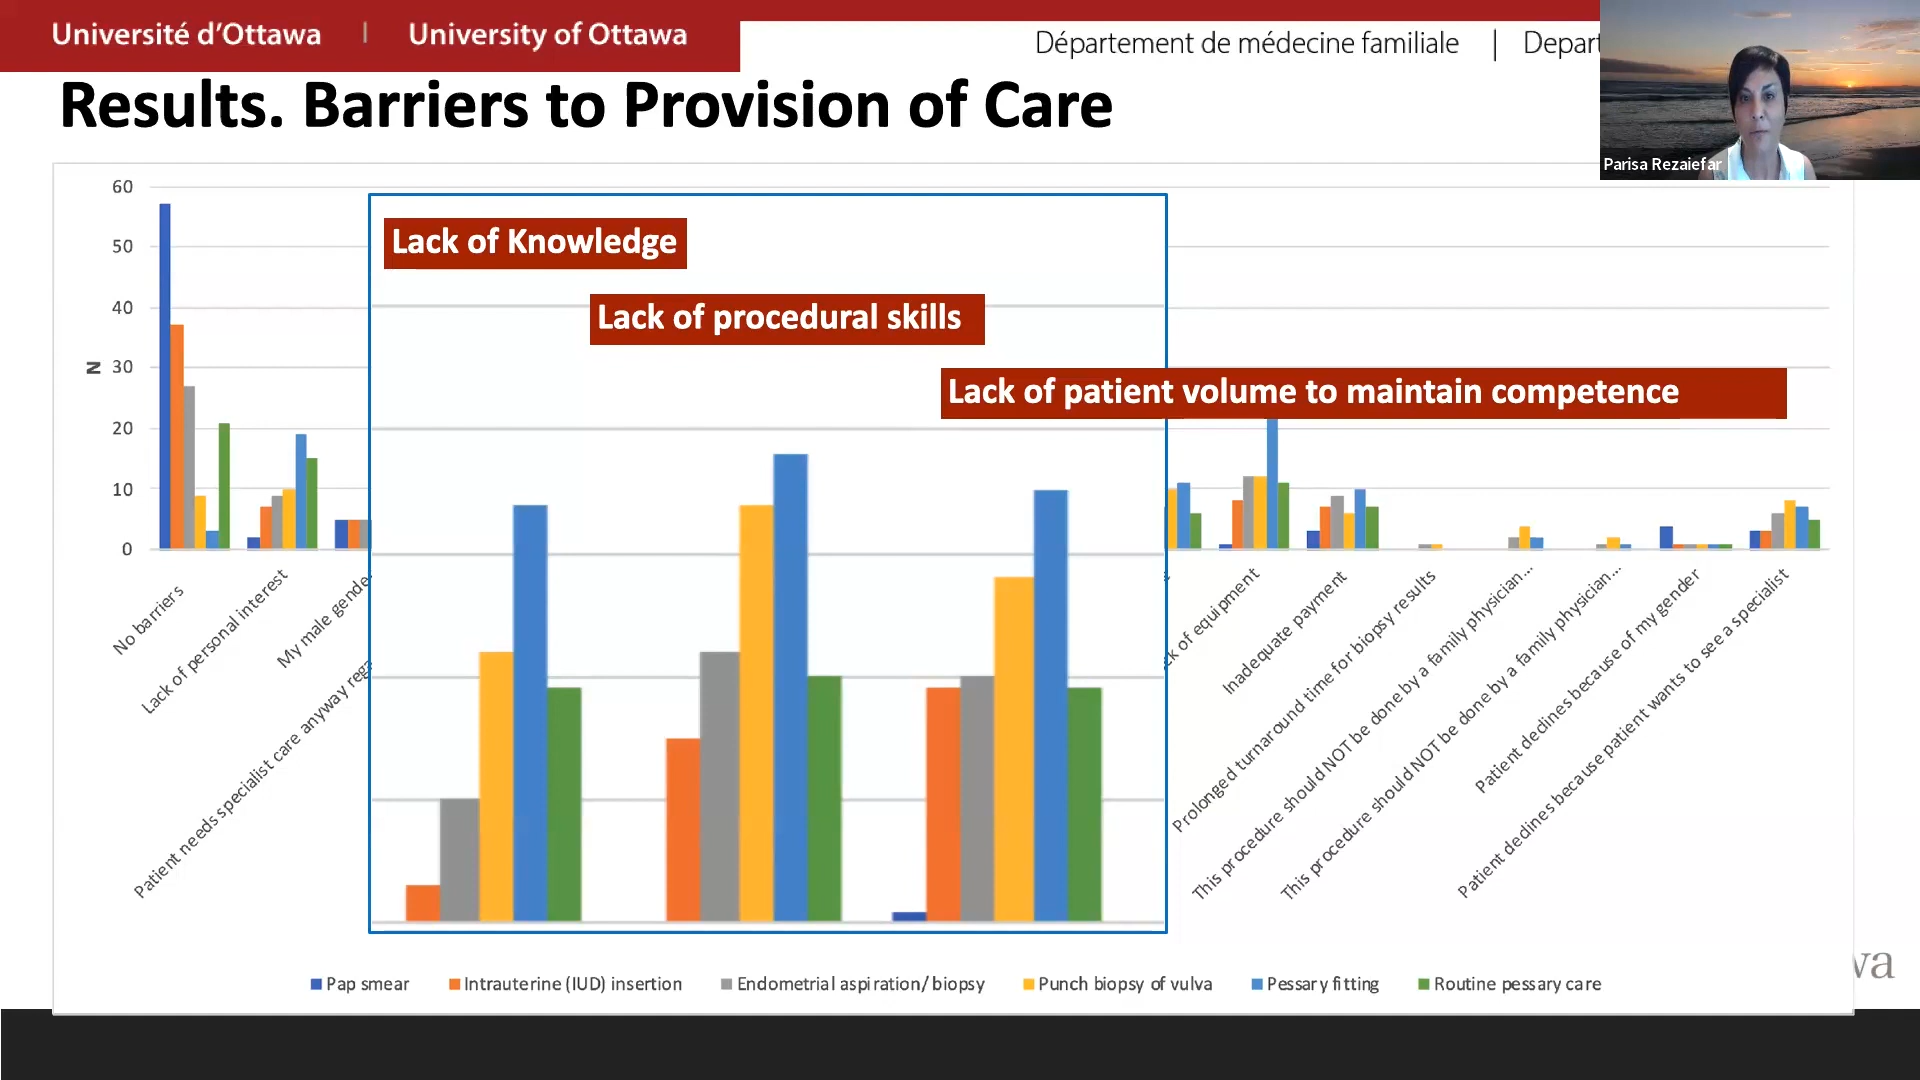 Université d'Ottawa | University of Ottawa
Département de médecine familiale |
Results. Barriers to Provision of Care
Parisa Rezaiefar
Lack of Knowledge
Lack of procedural skills
Lack of patient volume to maintain competence
60
50
40
30
20
10
0
N
No barriers
Lack of personal interest
My male
Patient needs specialist care anyway
of equipment
Inadequate payment
Prolonged turnaround time for biopsy results
This procedure should NOT be done by a family physician...
This procedure should NOT be done by a family physician...
Patient declines because of my gender
Patient declines because patient wants to see a specialist
Pap smear
Intrauterine (IUD) insertion
Endometrial aspiration/ biopsy
Punch biopsy of vulva
Pessary fitting
Routine pessary care